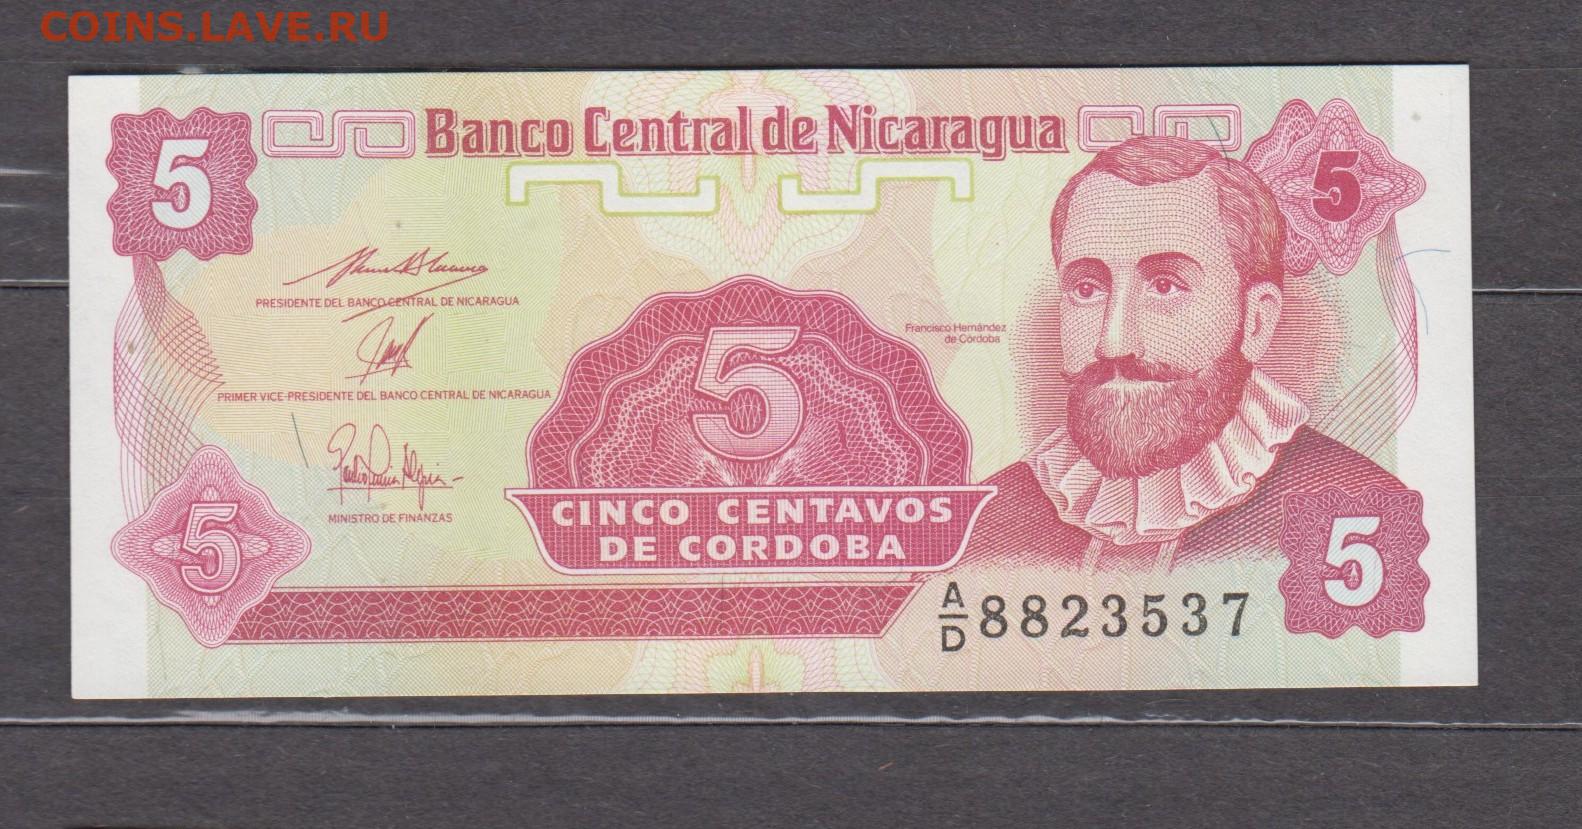 COINS.LAVE.RU
5 Banco Central de Nicaragua 5
PRESIDENTE DEL BANCO CENTRAL DE NICARAGUA
Francisco Hernández
de Córdoba
PRIMER VICE-PRESIDENTE DEL BANCO CENTRAL DE NICARAGUA
5
MINISTRO DE FINANZAS
CINCO CENTAVOS
DE CORDOBA
5
5
A/D 8823537